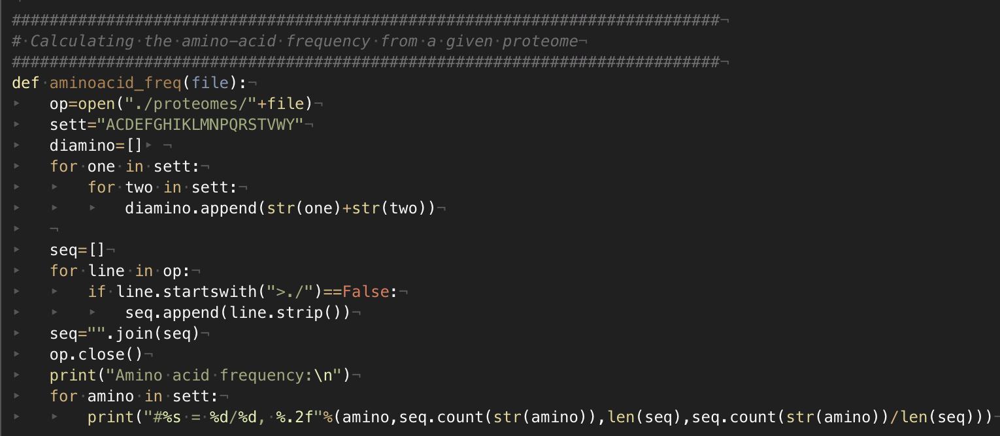 ###########################################################################
# Calculating the amino-acid frequency from a given proteome
###########################################################################
def aminoacid_freq(file):
	op=open("./proteomes/"+file)
	sett="ACDEFGHIKLMNPQRSTVWY"
	diamino=[]
	for one in sett:
		for two in sett:
			diamino.append(str(one)+str(two))
	seq=[]
	for line in op:
		if line.startswith(">./")==False:
			seq.append(line.strip())
	seq="".join(seq)
	op.close()
	print("Amino acid frequency:\n")
	for amino in sett:
		print("#%s = %d/%d, %.2f"%(amino,seq.count(str(amino)),len(seq),seq.count(str(amino))/len(seq)))